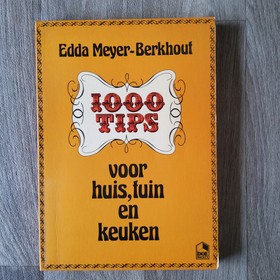 Edda Meyer-Berkhout
1000
TIPS
voor
huis, tuin
en
keuken